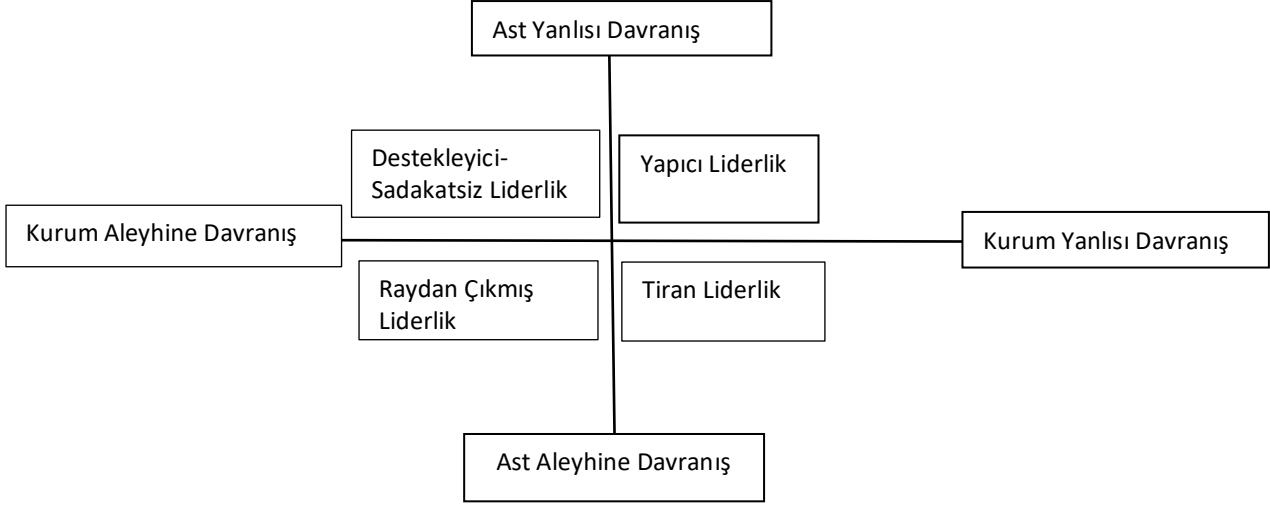 Ast Yanlısı Davranış
Destekleyici-
Sadakatsiz Liderlik
Yapıcı Liderlik
Kurum Aleyhine Davranış
Kurum Yanlısı Davranış
Raydan Çıkmış
Liderlik
Tiran Liderlik
Ast Aleyhine Davranış